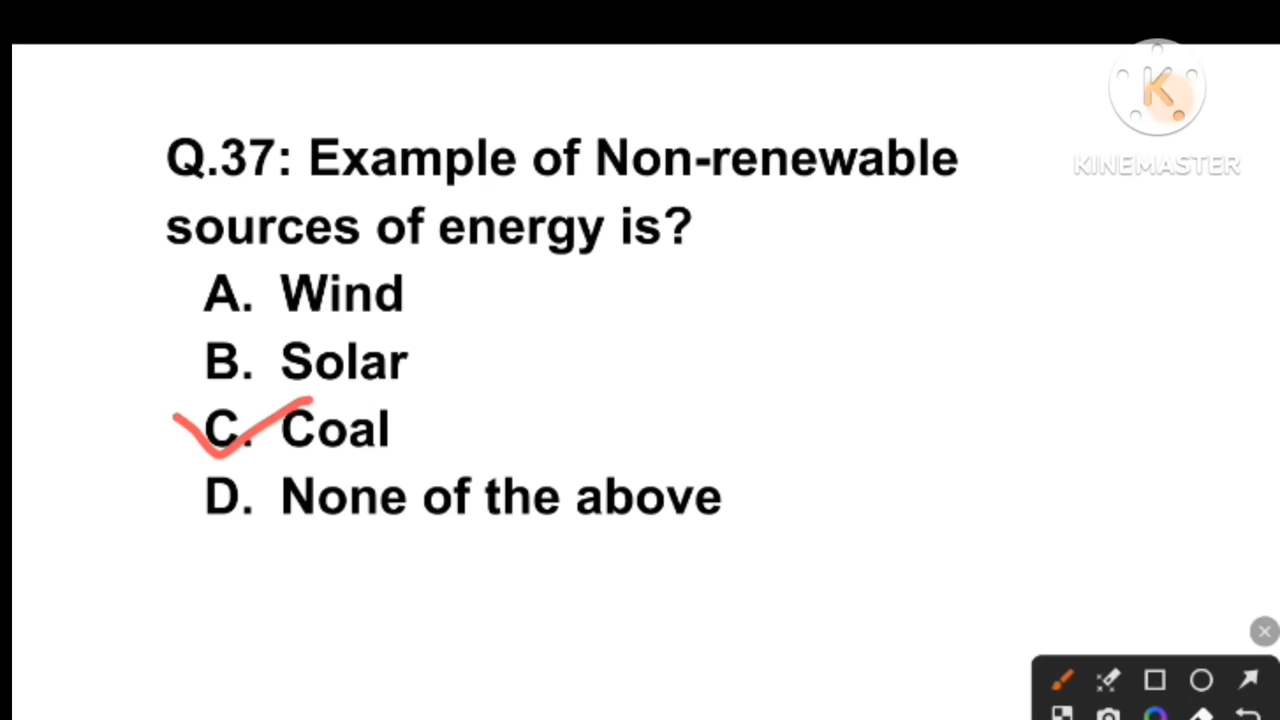 KINEMASTER
Q.37: Example of Non-renewable
sources of energy is?
A. Wind
B. Solar
C. Coal
D. None of the above